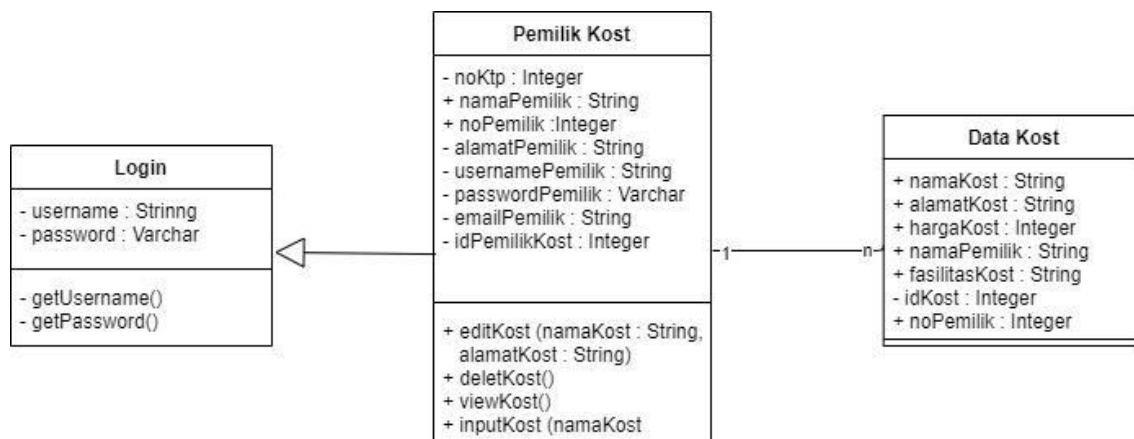 Login
- username : Strinng
- password : Varchar
- getUsername()
- getPassword()
Pemilik Kost
- noKtp : Integer
+ namaPemilik : String
+ noPemilik :Integer
- alamatPemilik : String
- usernamePemilik : String
- passwordPemilik : Varchar
- emailPemilik : String
- idPemilikKost : Integer
+ editKost (namaKost : String,
alamatKost : String)
+ deletKost()
+ viewKost()
+ inputKost (namaKost
1
n
Data Kost
+ namaKost : String
+ alamatKost : String
+ hargaKost : Integer
+ namaPemilik : String
+ fasilitasKost : String
- idKost : Integer
+ noPemilik : Integer